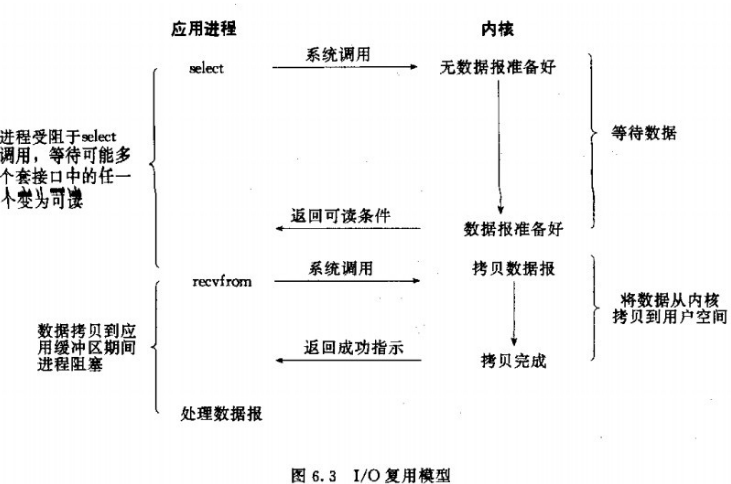 应用进程
内核
select
系统调用
无数据报准备好
进程受阻于select
调用，等待可能多
个套接口中的任一
个变为可读
等待数据
返回可读条件
数据报准备好
recvfrom
系统调用
拷贝数据报
数据拷贝到应
用缓冲区期间
进程阻塞
将数据从内核
拷贝到用户空间
返回成功指示
拷贝完成
处理数据报
图 6.3 I/O 复用模型